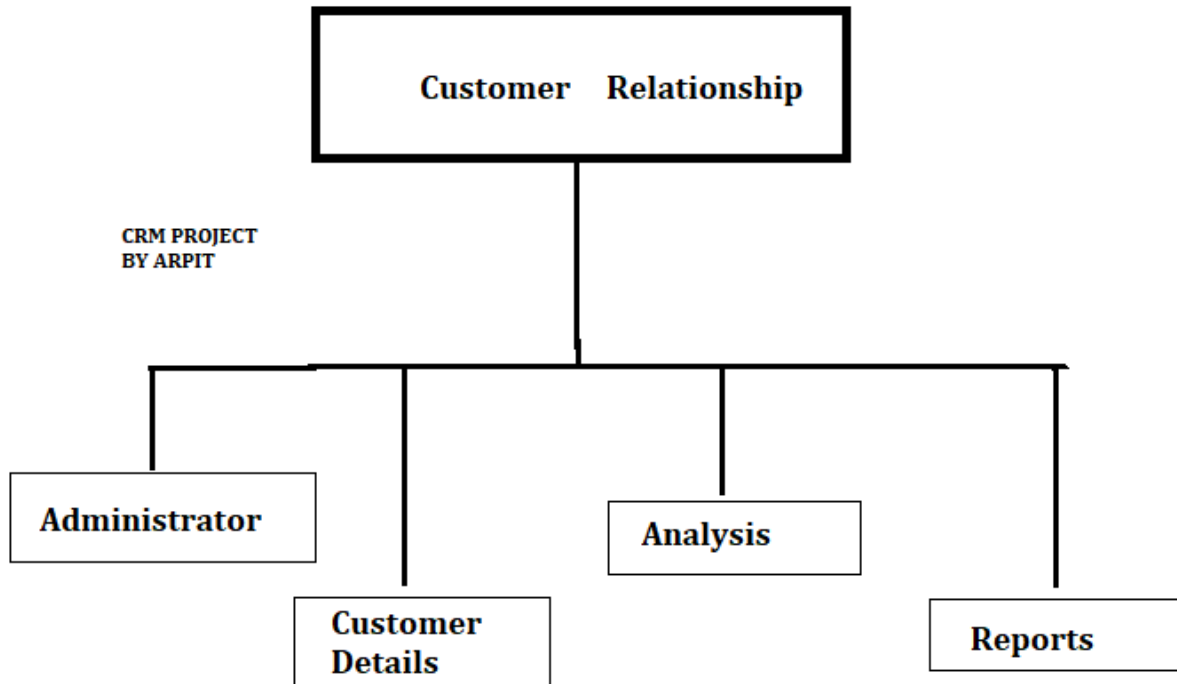 Customer Relationship
CRM PROJECT
BY ARPIT
Administrator
Analysis
Customer
Details
Reports